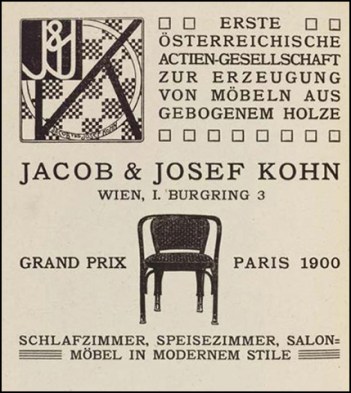 J & J
ERSTE
ÖSTERREICHISCHE
ACTIEN-GESELLSCHAFT
ZUR ERZEUGUNG
VON MÖBELN AUS
GEBOGENEM HOLZE
JACOB & JOSEF KOHN
WIEN, I. BURGRING 3
GRAND PRIX PARIS 1900
SCHLAFZIMMER, SPEISEZIMMER, SALON=
MÖBEL IN MODERNEM STILE